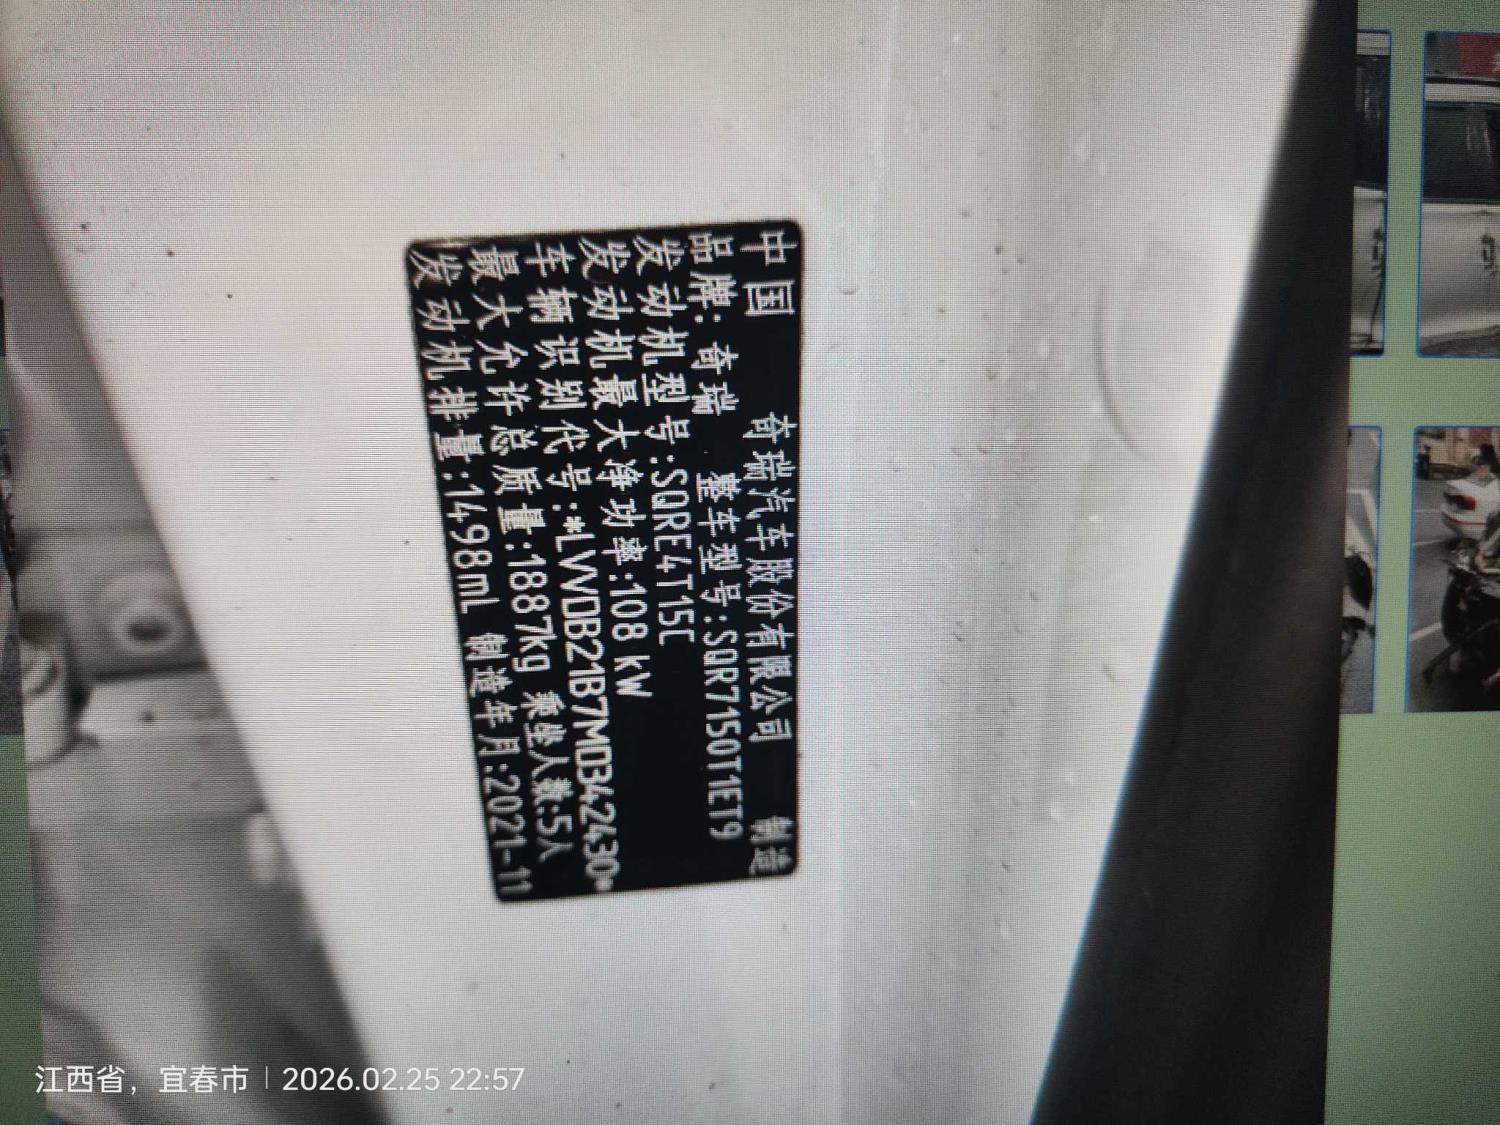 中国 奇瑞汽车股份有限公司 制造
品牌: 奇瑞 整车型号:SQR7150T1ET9
发动机型号:SQRE4T15C
发动机最大净功率:108 kW
车辆识别代号:*LVVDB21B7MD342430*
最大允许总质量:1887kg 乘坐人数:5人
发动机排量:1498mL 制造年月:2021-11
江西省，宜春市 | 2026.02.25 22:57